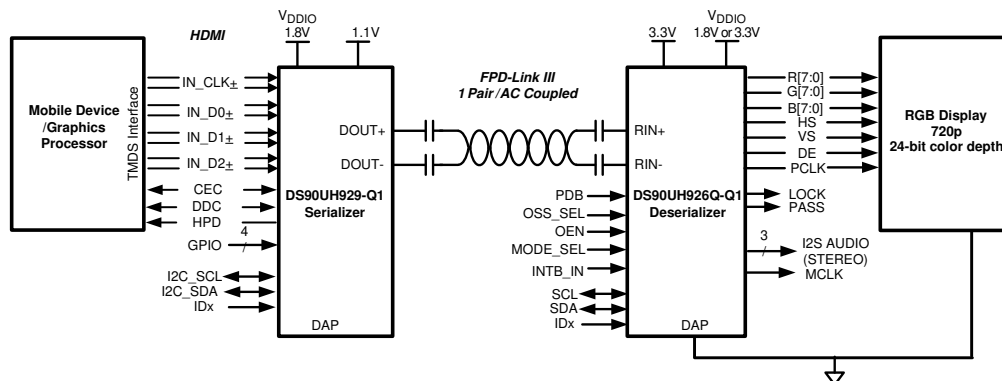 HDMI
VDDIO
1.8V
1.1V
3.3V
VDDIO
1.8V or 3.3V
Mobile Device
/Graphics
Processor
TMDS Interface
IN_CLK±
IN_D0±
IN_D1±
IN_D2±
CEC
DDC
HPD
GPIO
4
/
I2C_SCL
I2C_SDA
IDx
DOUT+
DOUT-
DS90UH929-Q1
Serializer
DAP
FPD-Link III
1 Pair /AC Coupled
PDB
OSS_SEL
OEN
MODE_SEL
INTB_IN
SCL
SDA
IDx
RIN+
RIN-
DS90UH926Q-Q1
Deserializer
DAP
R[7:0]
G[7:0]
B[7:0]
HS
VS
DE
PCLK
LOCK
PASS
3
/
I2S AUDIO
(STEREO)
MCLK
RGB Display
720p
24-bit color depth